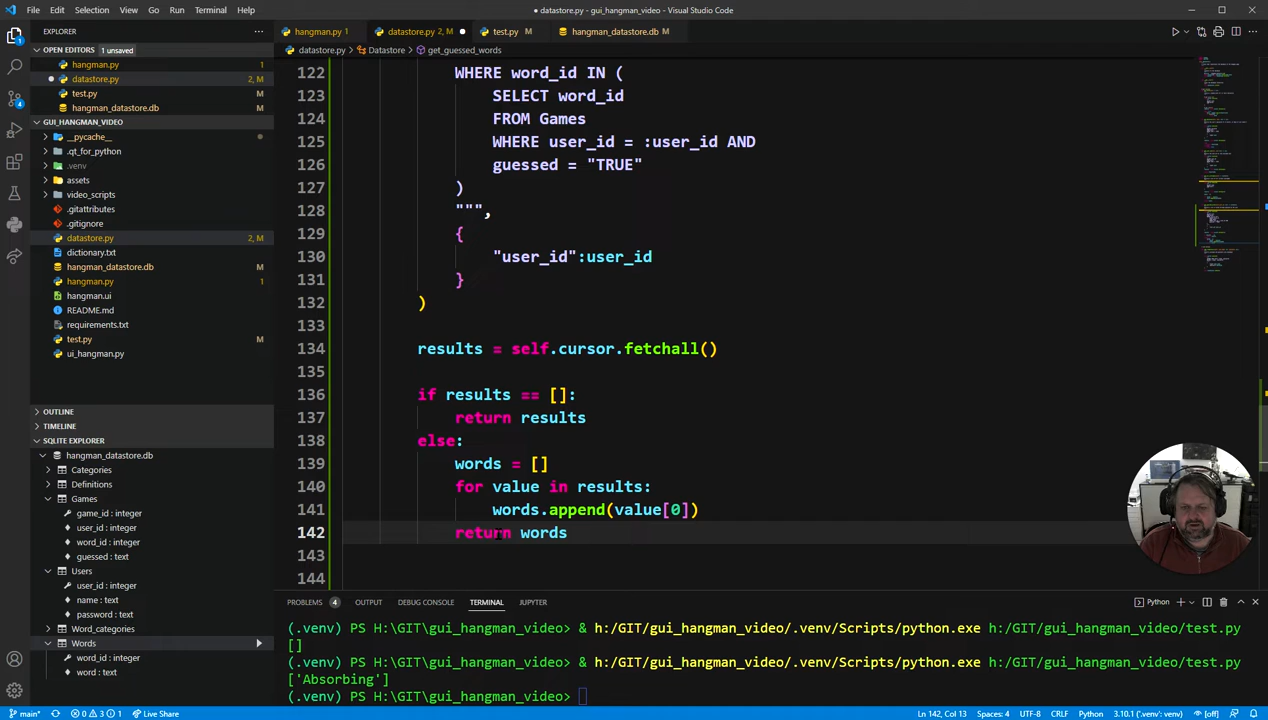 File Edit Selection View Go Run Terminal Help
● datastore.py - gui_hangman_video - Visual Studio Code
EXPLORER ···
OPEN EDITORS 1 unsaved
hangman.py 1
datastore.py 2, M
test.py M
hangman_datastore.db M
GUI_HANGMAN_VIDEO
__pycache__
.qt_for_python
.venv
assets
video_scripts
.gitattributes
.gitignore
datastore.py 2, M
dictionary.txt
hangman_datastore.db M
hangman.py 1
hangman.ui
README.md
requirements.txt
test.py M
ui_hangman.py
OUTLINE
TIMELINE
SQLITE EXPLORER
hangman_datastore.db
Categories
Definitions
Games
game_id : integer
user_id : integer
word_id : integer
guessed : text
Users
user_id : integer
name : text
password : text
Word_categories
Words
word_id : integer
word : text
hangman.py 1 datastore.py 2, M ● test.py M hangman_datastore.db M
datastore.py > Datastore > get_guessed_words
122 WHERE word_id IN (
123 SELECT word_id
124 FROM Games
125 WHERE user_id = :user_id AND
126 guessed = "TRUE"
127 )
128 """,
129 {
130 "user_id":user_id
131 }
132 )
133
134 results = self.cursor.fetchall()
135
136 if results == []:
137 return results
138 else:
139 words = []
140 for value in results:
141 words.append(value[0])
142 return words
143
144
PROBLEMS 4 OUTPUT DEBUG CONSOLE TERMINAL JUPYTER Python
(.venv) PS H:\GIT\gui_hangman_video> & h:/GIT/gui_hangman_video/.venv/Scripts/python.exe h:/GIT/gui_hangman_video/test.py
[]
(.venv) PS H:\GIT\gui_hangman_video> & h:/GIT/gui_hangman_video/.venv/Scripts/python.exe h:/GIT/gui_hangman_video/test.py
['Absorbing']
(.venv) PS H:\GIT\gui_hangman_video>
main* 0 3 1 Live Share Ln 142, Col 13 Spaces: 4 UTF-8 CRLF Python 3.10.1 ('.venv': venv) [off]